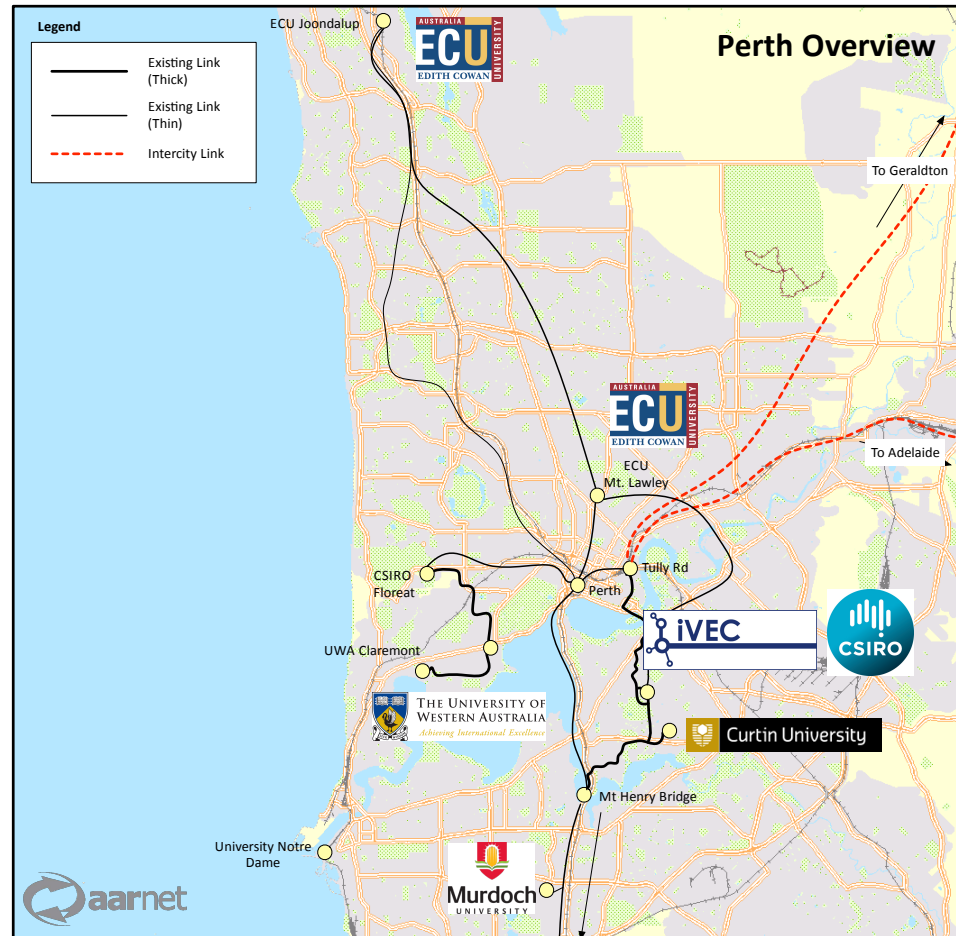 Legend
Existing Link
(Thick)
Existing Link
(Thin)
Intercity Link
Perth Overview
ECU Joondalup
AUSTRALIA
ECU
EDITH COWAN
UNIVERSITY
To Geraldton
AUSTRALIA
ECU
EDITH COWAN
UNIVERSITY
To Adelaide
ECU
Mt. Lawley
CSIRO
Floreat
Perth
Tully Rd
iVEC
CSIRO
UWA Claremont
THE UNIVERSITY OF
WESTERN AUSTRALIA
Achieving International Excellence
Curtin University
Mt Henry Bridge
University Notre
Dame
Murdoch
UNIVERSITY
aarnet